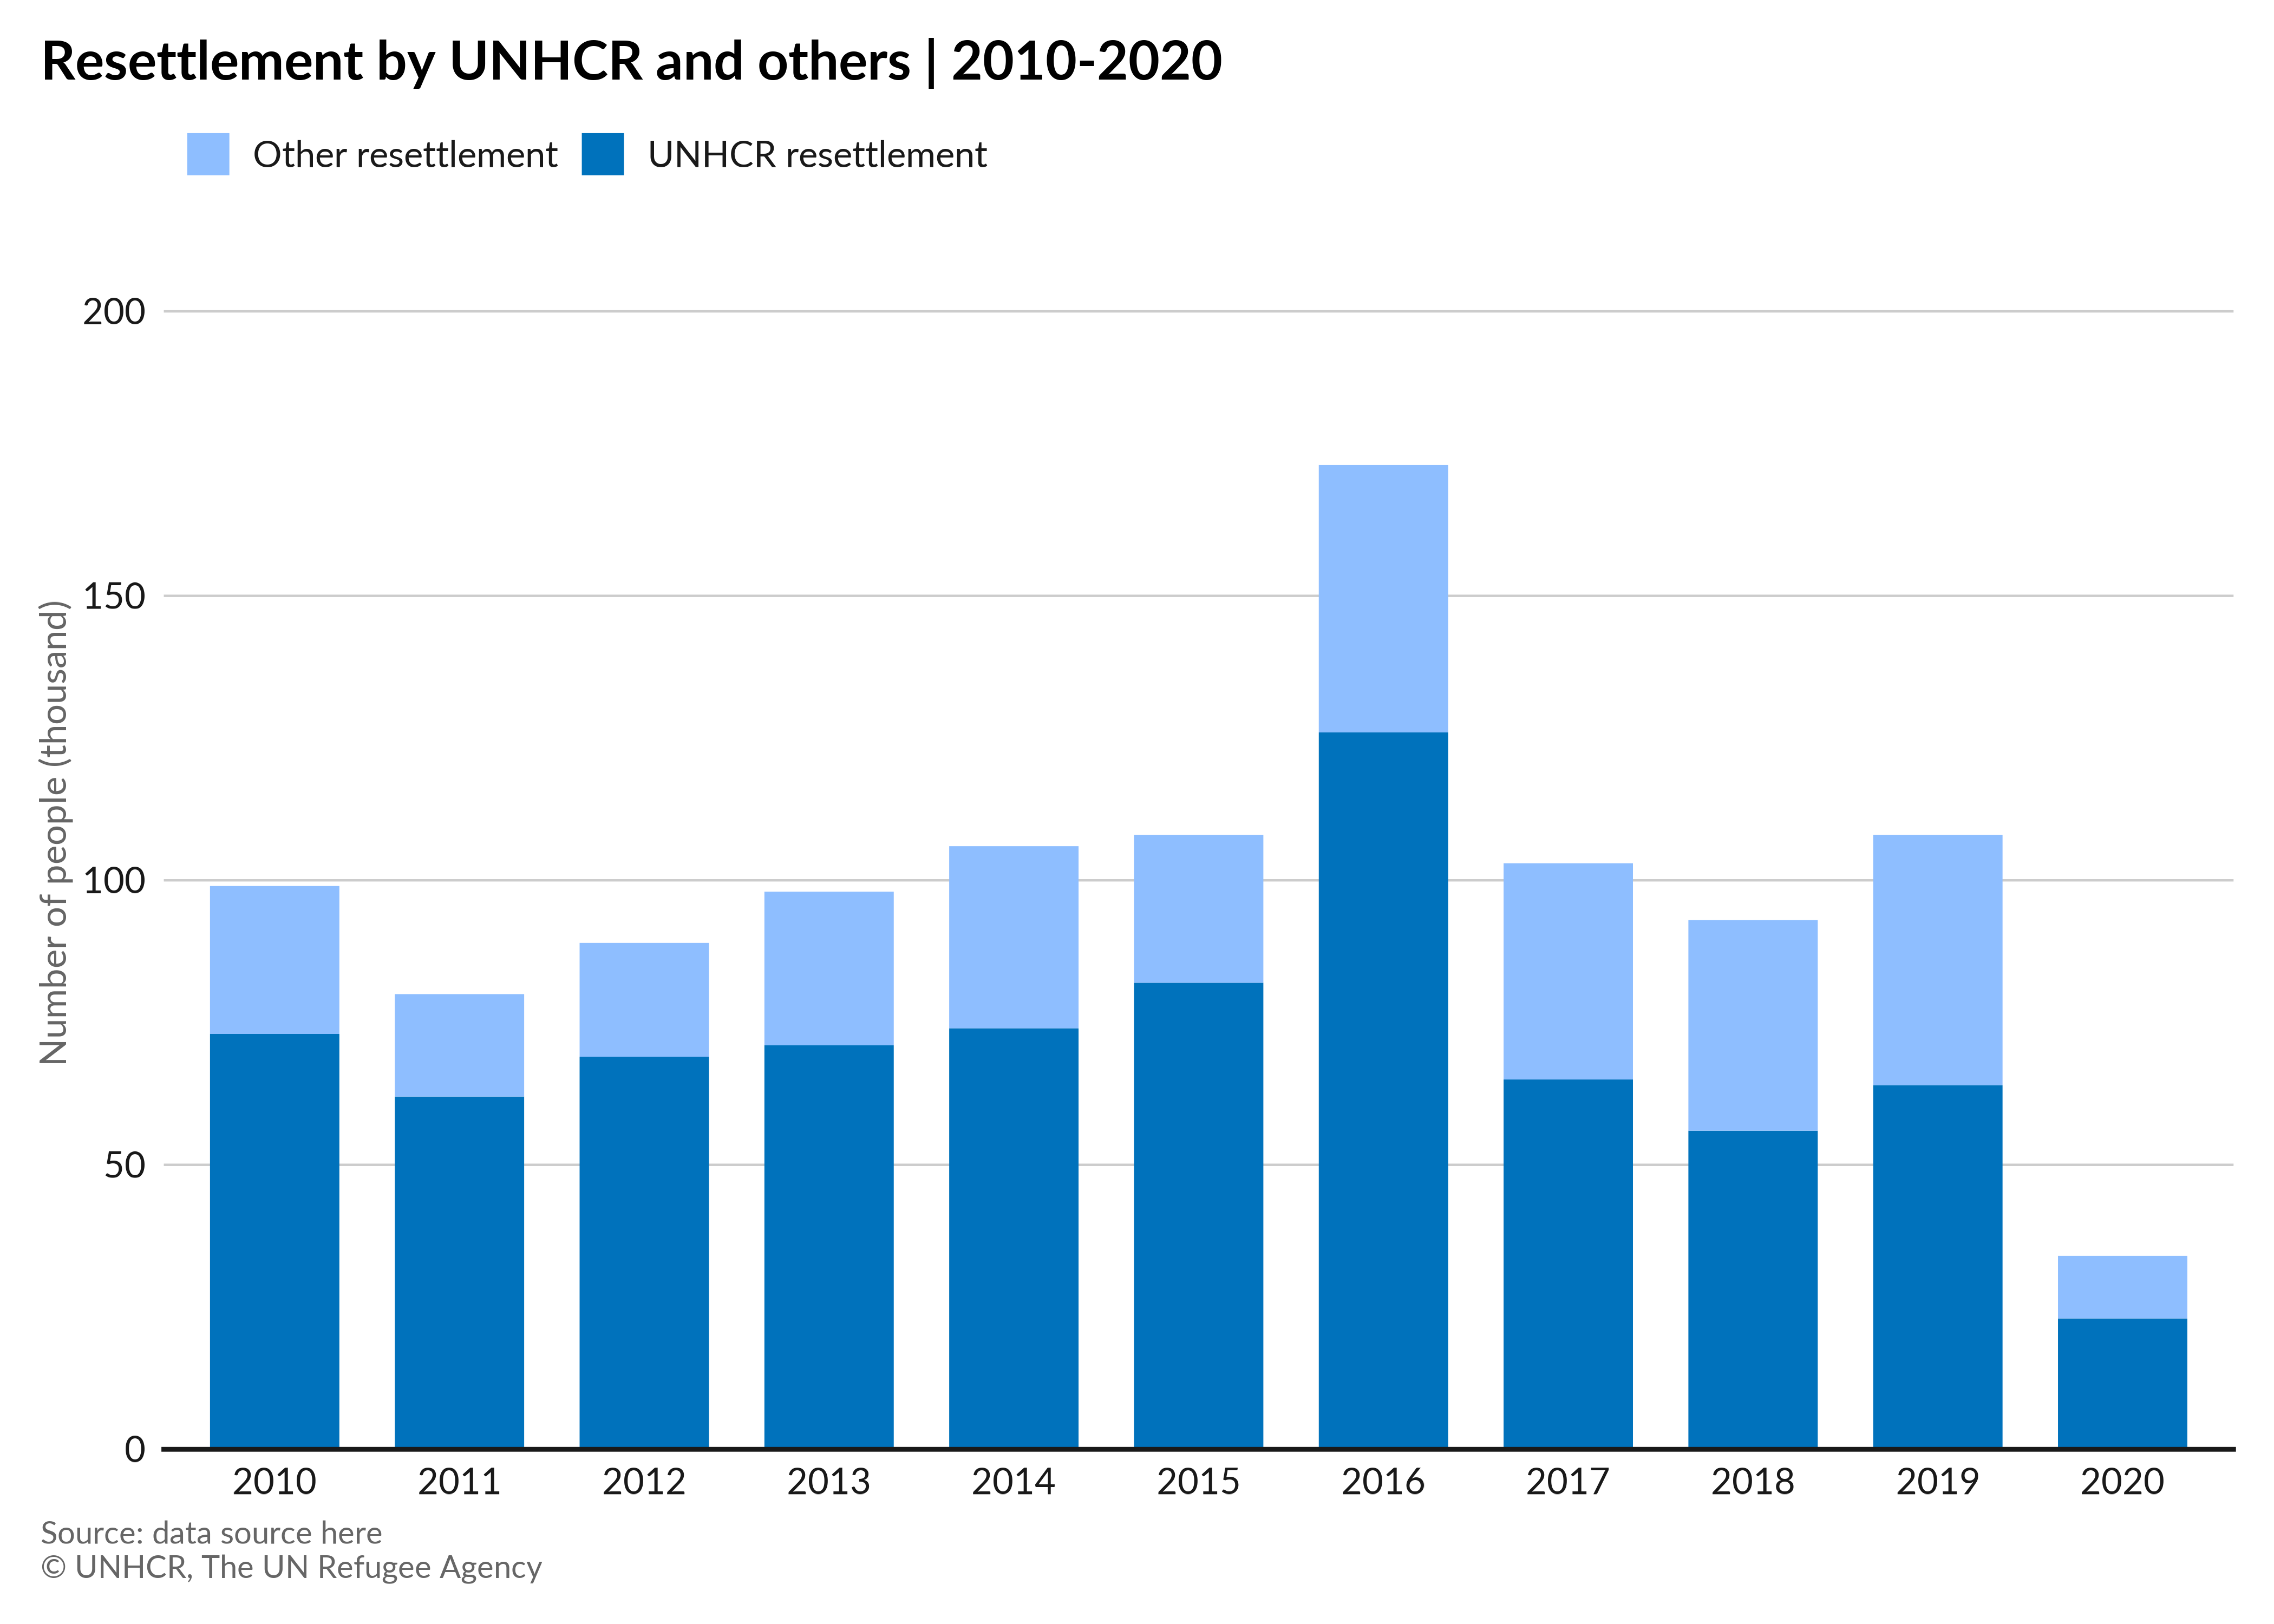 Resettlement by UNHCR and others | 2010-2020
Other resettlement UNHCR resettlement
200
150
100
50
0
Number of people (thousand)
2010 2011 2012 2013 2014 2015 2016 2017 2018 2019 2020
Source: data source here
© UNHCR, The UN Refugee Agency